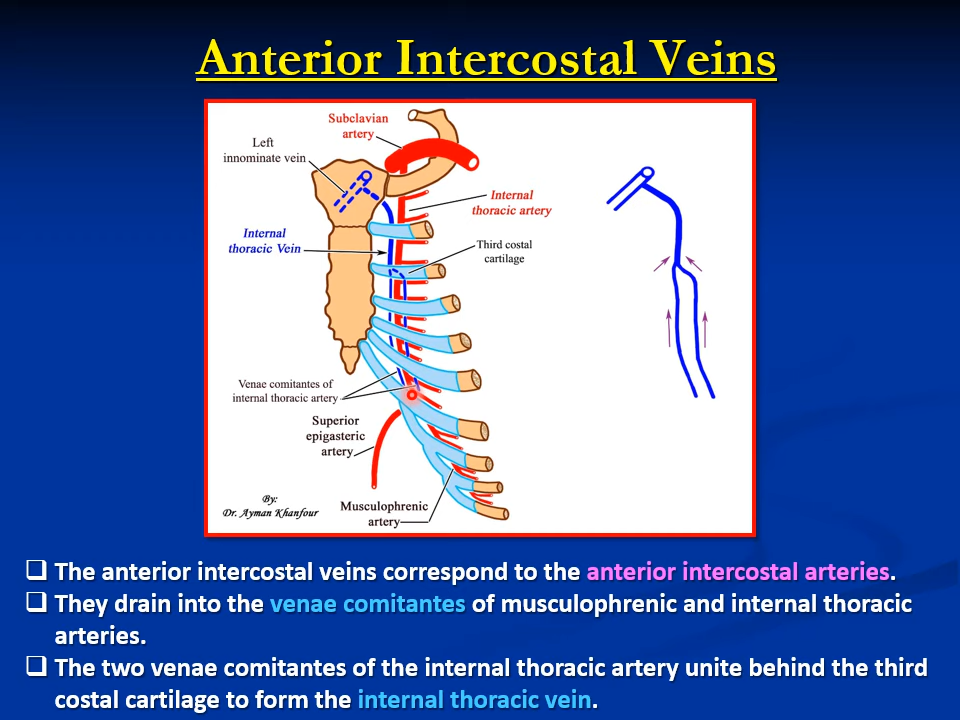 Anterior Intercostal Veins
Subclavian
artery
Left
innominate vein
Internal
thoracic artery
Internal
thoracic Vein
Third costal
cartilage
Venae comitantes of
internal thoracic artery
Superior
epigasteric
artery
Musculophrenic
artery
By:
Dr. Ayman Khanfour
The anterior intercostal veins correspond to the anterior intercostal arteries.
They drain into the venae comitantes of musculophrenic and internal thoracic
arteries.
The two venae comitantes of the internal thoracic artery unite behind the third
costal cartilage to form the internal thoracic vein.